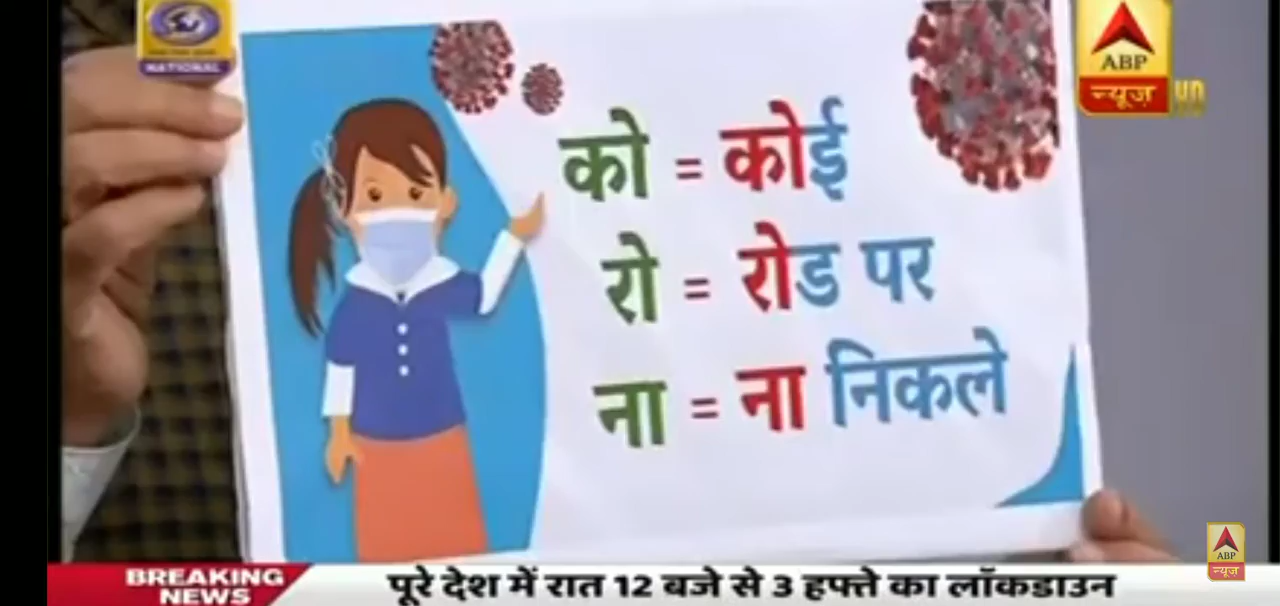 NATIONAL
ABP
न्यूज़ HD
को = कोई
रो = रोड पर
ना = ना निकले
ABP
न्यूज़
BREAKING
NEWS
पूरे देश में रात 12 बजे से 3 हफ्ते का लॉकडाउन